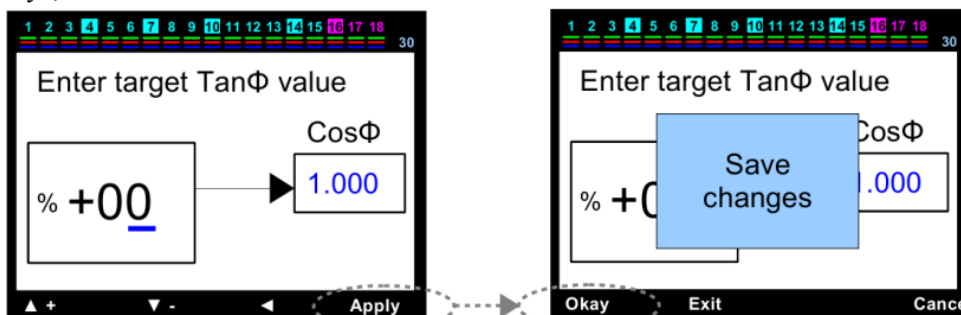 1 2 3 4 5 6 7 8 9 10 11 12 13 14 15 16 17 18
30
Enter target TanΦ value
CosΦ
% +00
1.000
▲ + ▼ - ◄ Apply
1 2 3 4 5 6 7 8 9 10 11 12 13 14 15 16 17 18
30
Enter target TanΦ value
CosΦ
Save
changes
% +0
1.000
Okay Exit Cance